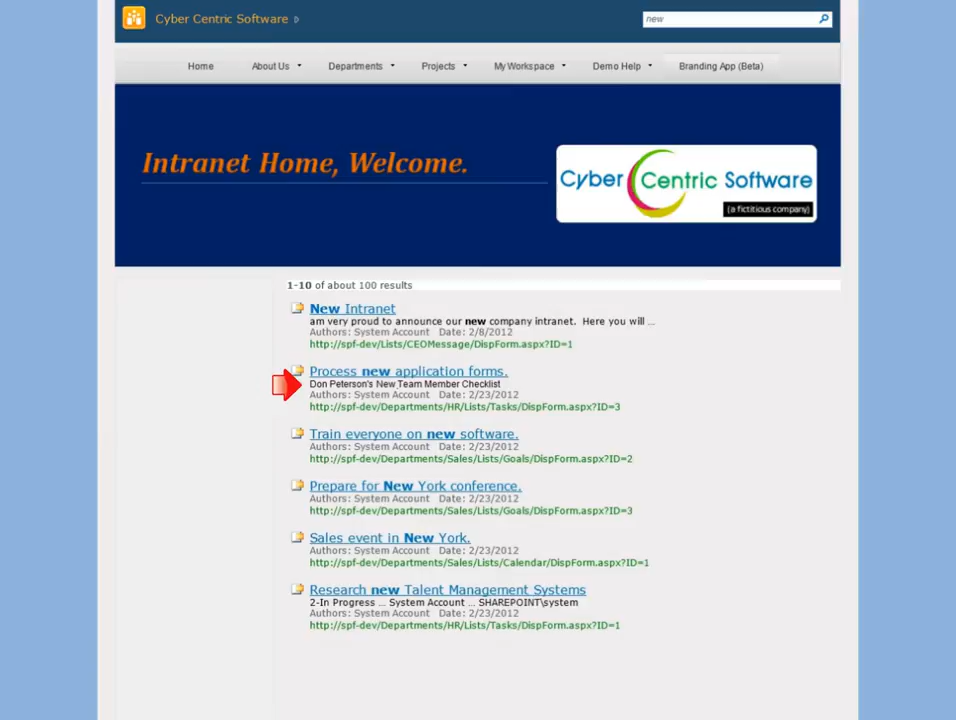 Cyber Centric Software
new
Home About Us Departments Projects My Workspace Demo Help Branding App (Beta)
Intranet Home, Welcome.
Cyber Centric Software
(a fictitious company)
1-10 of about 100 results
New Intranet
am very proud to announce our new company intranet. Here you will ...
Authors: System Account Date: 2/8/2012
http://spf-dev/Lists/CEOMessage/DispForm.aspx?ID=1
Process new application forms.
Don Peterson's New Team Member Checklist
Authors: System Account Date: 2/23/2012
http://spf-dev/Departments/HR/Lists/Tasks/DispForm.aspx?ID=3
Train everyone on new software.
Authors: System Account Date: 2/23/2012
http://spf-dev/Departments/Sales/Lists/Goals/DispForm.aspx?ID=2
Prepare for New York conference.
Authors: System Account Date: 2/23/2012
http://spf-dev/Departments/Sales/Lists/Goals/DispForm.aspx?ID=3
Sales event in New York.
Authors: System Account Date: 2/23/2012
http://spf-dev/Departments/Sales/Lists/Calendar/DispForm.aspx?ID=1
Research new Talent Management Systems
2-In Progress ... System Account ... SHAREPOINT\system
Authors: System Account Date: 2/23/2012
http://spf-dev/Departments/HR/Lists/Tasks/DispForm.aspx?ID=1